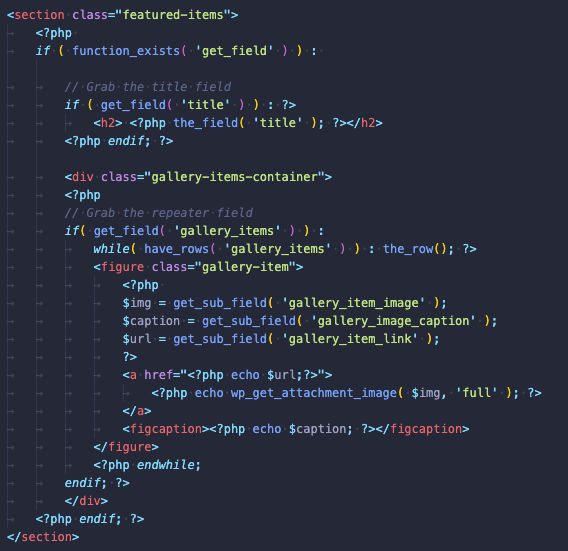 <section class="featured-items">
<?php
if ( function_exists( 'get_field' ) ) :
// Grab the title field
if ( get_field( 'title' ) ) : ?>
<h2> <?php the_field( 'title' ); ?></h2>
<?php endif; ?>
<div class="gallery-items-container">
<?php
// Grab the repeater field
if( get_field( 'gallery_items' ) ) :
while( have_rows( 'gallery_items' ) ) : the_row(); ?>
<figure class="gallery-item">
<?php
$img = get_sub_field( 'gallery_item_image' );
$caption = get_sub_field( 'gallery_image_caption' );
$url = get_sub_field( 'gallery_item_link' );
?>
<a href="<?php echo $url;?>">
<?php echo wp_get_attachment_image( $img, 'full' ); ?>
</a>
<figcaption><?php echo $caption; ?></figcaption>
</figure>
<?php endwhile;
endif; ?>
</div>
<?php endif; ?>
</section>